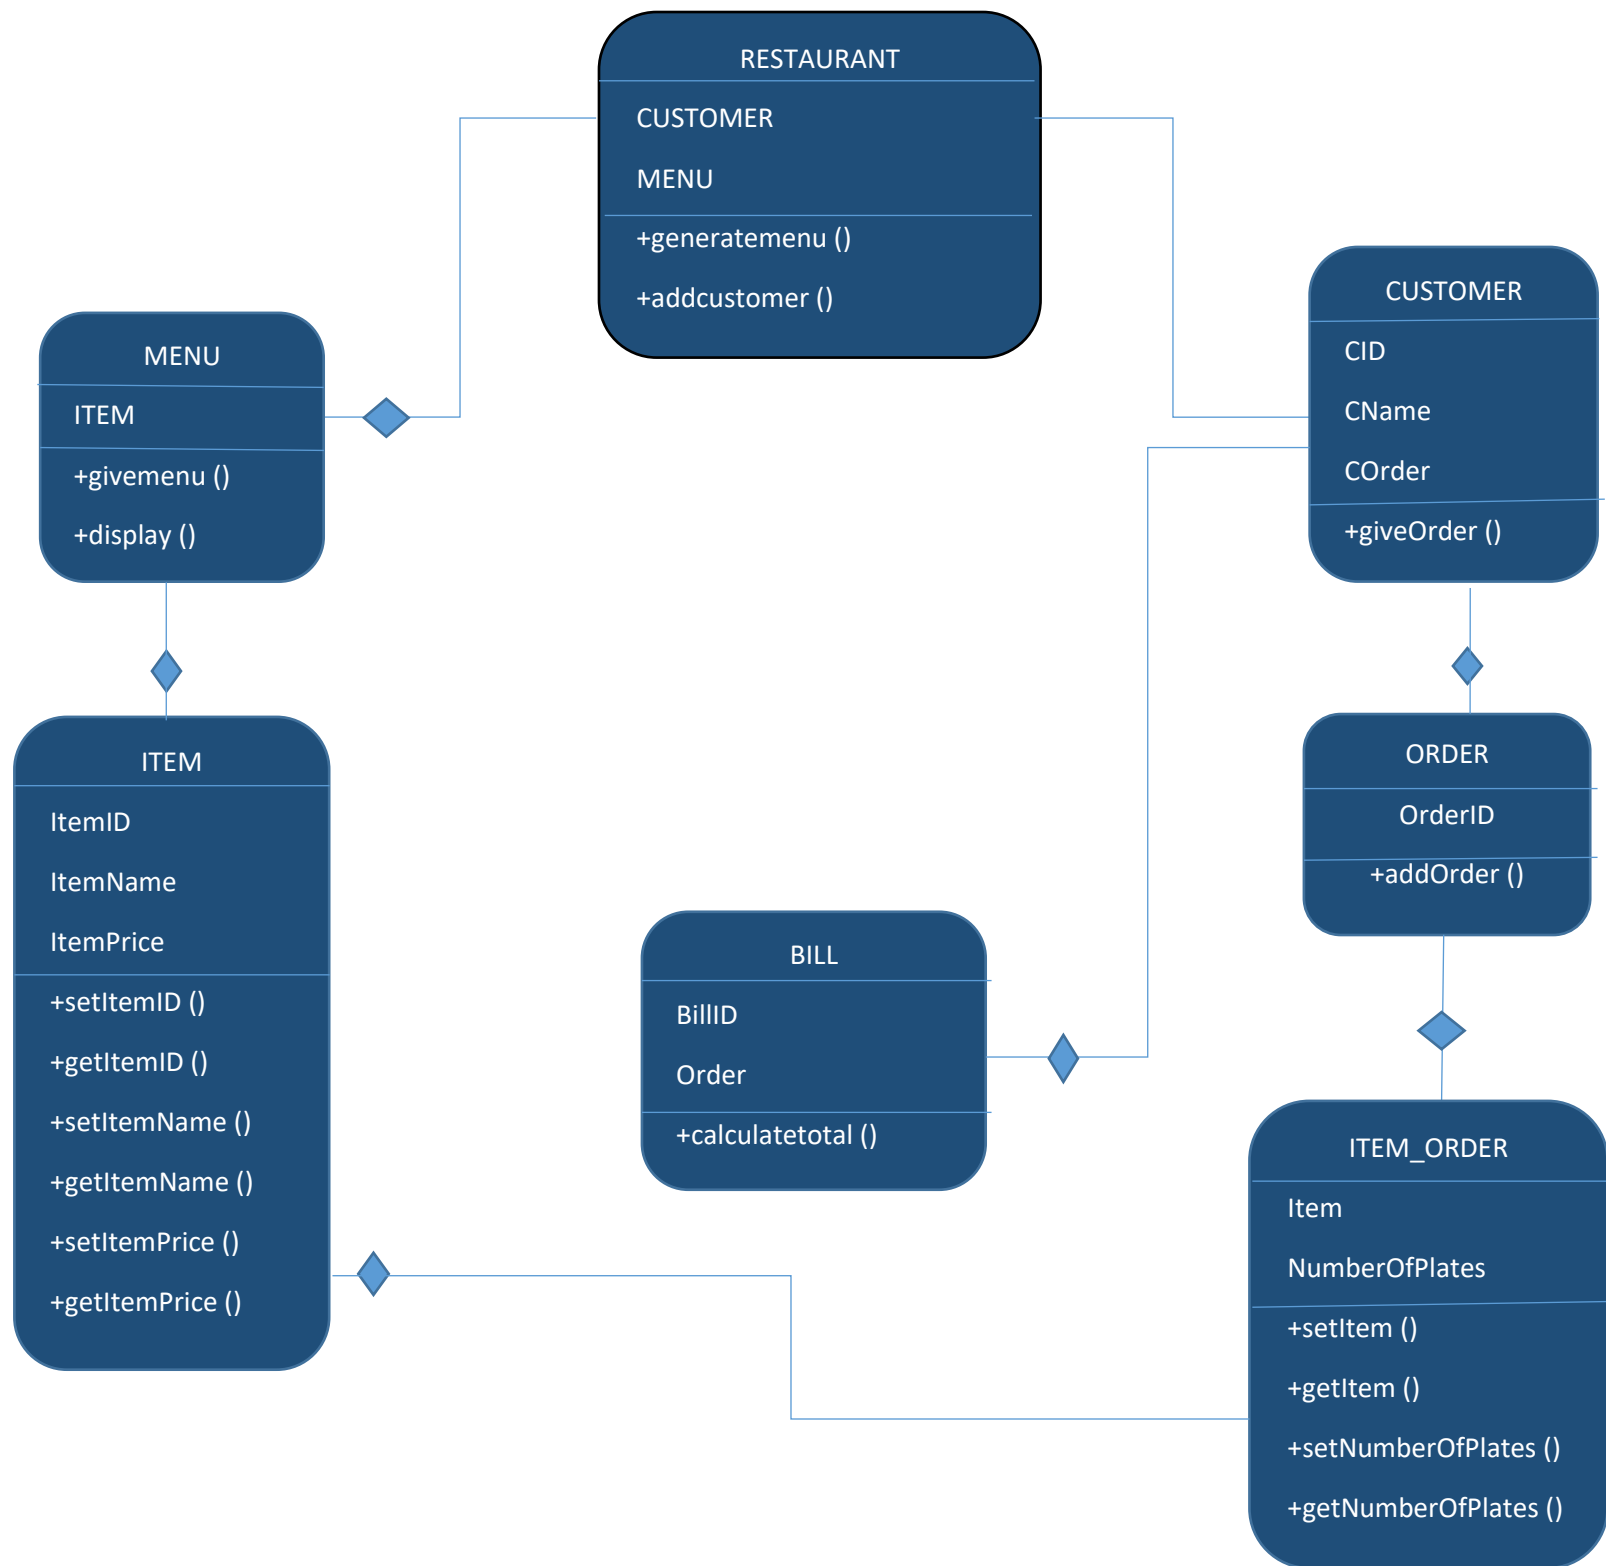 RESTAURANT
CUSTOMER
MENU
+generatemenu ()
+addcustomer ()
CUSTOMER
CID
CName
COrder
+giveOrder ()
MENU
ITEM
+givemenu ()
+display ()
ITEM
ItemID
ItemName
ItemPrice
+setItemID ()
+getItemID ()
+setItemName ()
+getItemName ()
+setItemPrice ()
+getItemPrice ()
ORDER
OrderID
+addOrder ()
BILL
BillID
Order
+calculatetotal ()
ITEM_ORDER
Item
NumberOfPlates
+setItem ()
+getItem ()
+setNumberOfPlates ()
+getNumberOfPlates ()